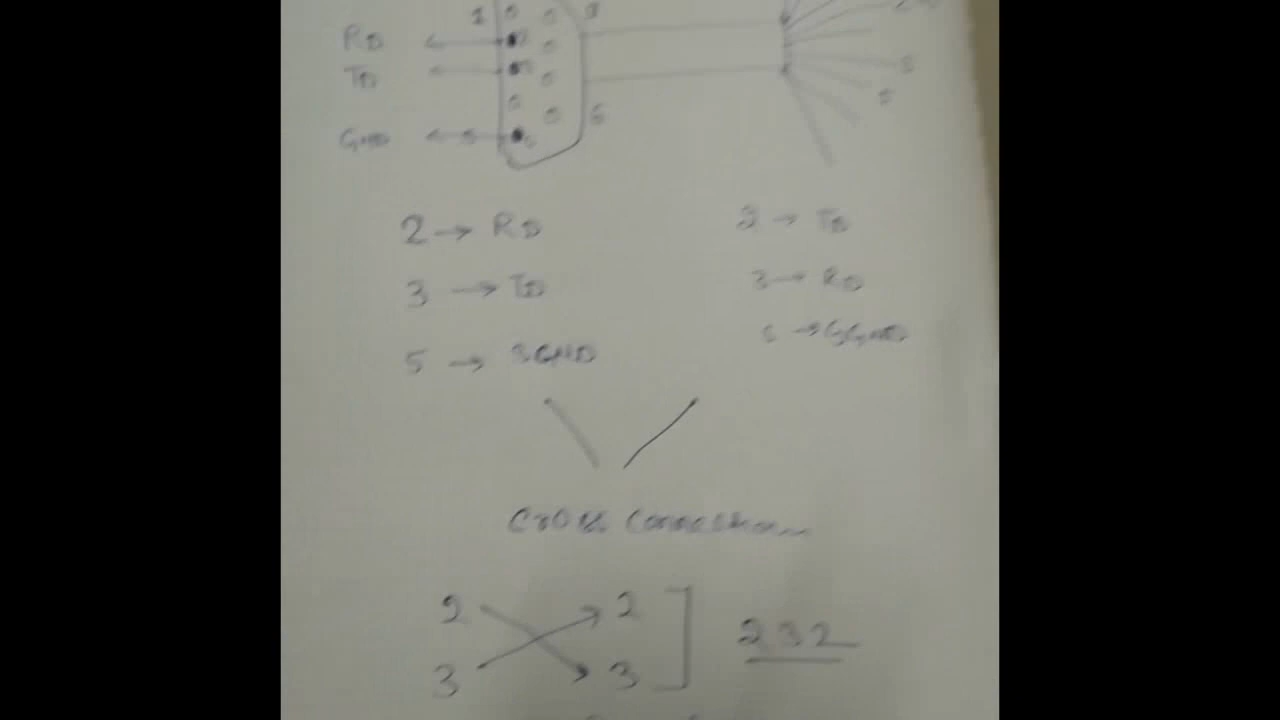 1
RD
TD
GND 5
6
2 → RD 2 → TD
3 → TD 3 → RD
5 → SGND → SGND
Cross Connection...
2 2
3 3
232